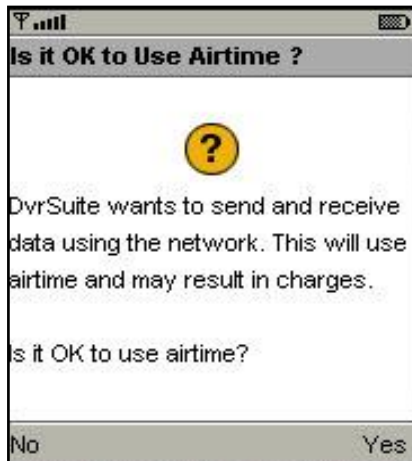 Is it OK to Use Airtime ?
?
DvrSuite wants to send and receive
data using the network. This will use
airtime and may result in charges.
Is it OK to use airtime?
No Yes